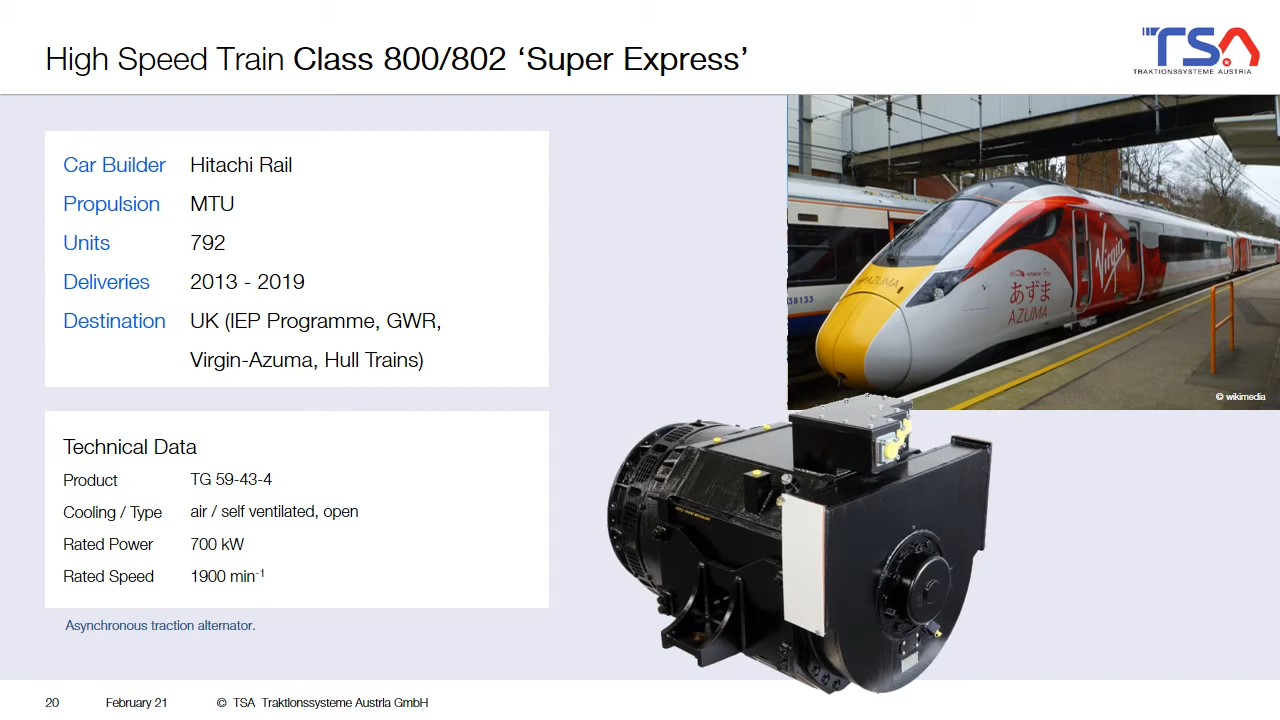 High Speed Train Class 800/802 ‘Super Express’
TSA
TRAKTIONSSYSTEME AUSTRIA
Car Builder Hitachi Rail
Propulsion MTU
Units 792
Deliveries 2013 - 2019
Destination UK (IEP Programme, GWR,
Virgin-Azuma, Hull Trains)
AZUMA
Virgin
HITACHI
あずま
AZUMA
38133
© wikimedia
Technical Data
Product TG 59-43-4
Cooling / Type air / self ventilated, open
Rated Power 700 kW
Rated Speed 1900 min⁻¹
Asynchronous traction alternator.
20 February 21 © TSA Traktionssysteme Austria GmbH